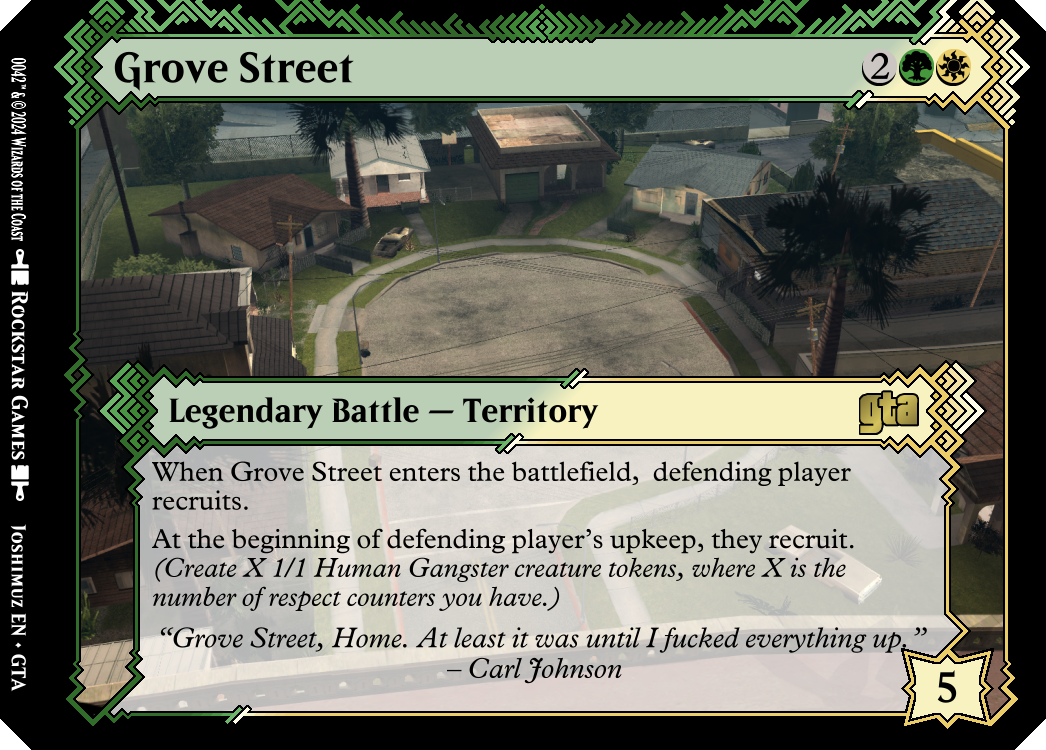 Grove Street
2
Legendary Battle — Territory
gta
When Grove Street enters the battlefield,  defending player
recruits.
At the beginning of defending player's upkeep, they recruit.
(Create X 1/1 Human Gangster creature tokens, where X is the
number of respect counters you have.)
“Grove Street, Home. At least it was until I fucked everything up.”
– Carl Johnson
5
0042 ™ & © 2024 Wizards of the Coast Rockstar Games Joshimuz EN • GTA